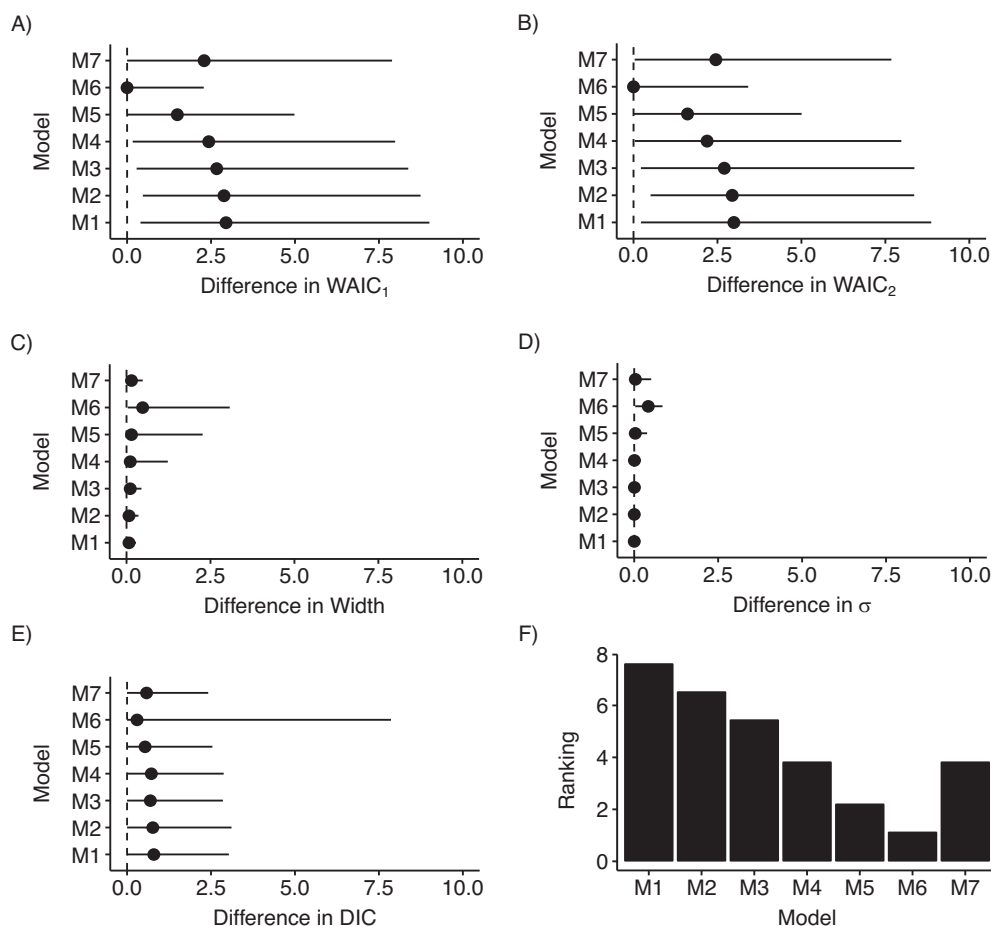 A)
M7
M6
M5
M4
M3
M2
M1
Model
0.0 2.5 5.0 7.5 10.0
Difference in WAIC₁
B)
M7
M6
M5
M4
M3
M2
M1
Model
0.0 2.5 5.0 7.5 10.0
Difference in WAIC₂
C)
M7
M6
M5
M4
M3
M2
M1
Model
0.0 2.5 5.0 7.5 10.0
Difference in Width
D)
M7
M6
M5
M4
M3
M2
M1
Model
0.0 2.5 5.0 7.5 10.0
Difference in σ
E)
M7
M6
M5
M4
M3
M2
M1
Model
0.0 2.5 5.0 7.5 10.0
Difference in DIC
F)
8
6
4
2
0
Ranking
M1 M2 M3 M4 M5 M6 M7
Model